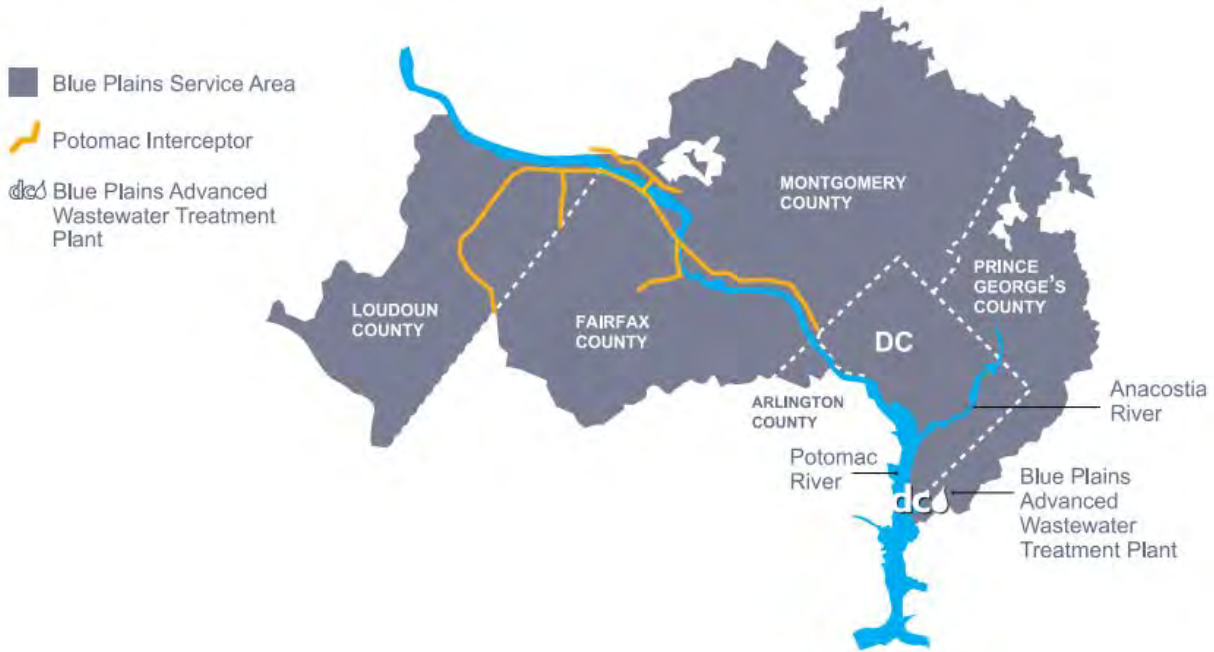 Blue Plains Service Area
Potomac Interceptor
dc Blue Plains Advanced
Wastewater Treatment
Plant
MONTGOMERY
COUNTY
PRINCE
GEORGE'S
COUNTY
LOUDOUN
COUNTY
FAIRFAX
COUNTY
DC
ARLINGTON
COUNTY
Anacostia
River
Potomac
River
dc
Blue Plains
Advanced
Wastewater
Treatment Plant